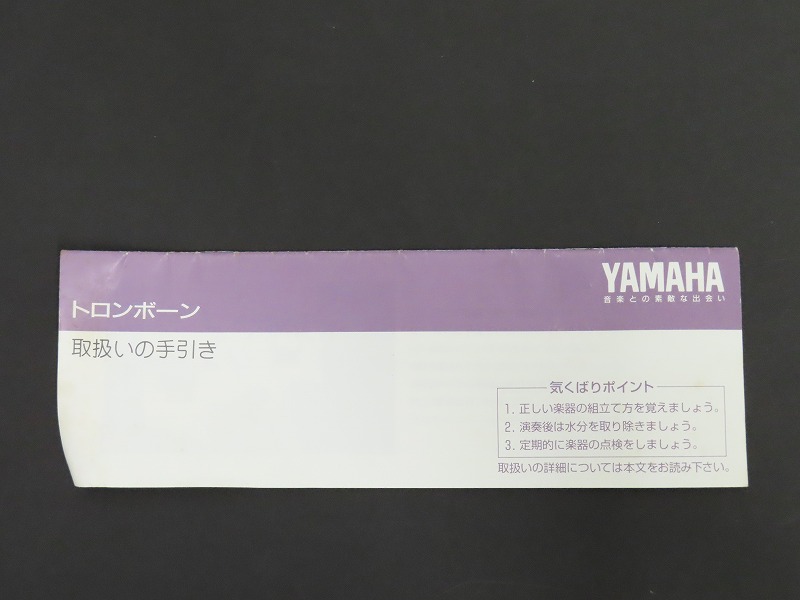 YAMAHA
音楽との素敵な出会い
トロンボーン
取扱いの手引き
気くばりポイント
1. 正しい楽器の組立て方を覚えましょう。
2. 演奏後は水分を取り除きましょう。
3. 定期的に楽器の点検をしましょう。
取扱いの詳細については本文をお読み下さい。